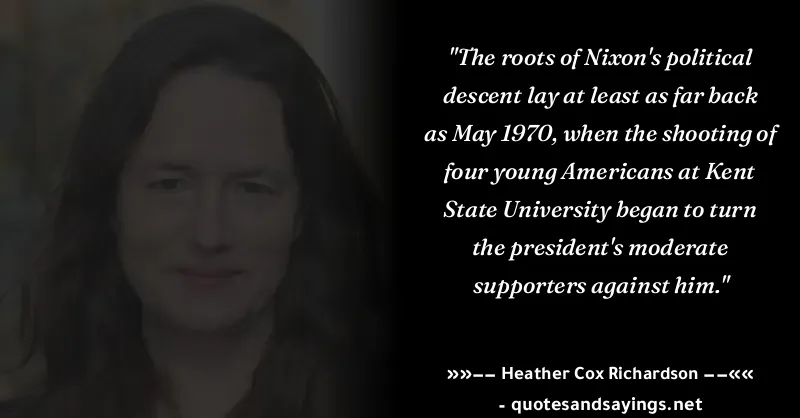 "The roots of Nixon's political
descent lay at least as far back
as May 1970, when the shooting of
four young Americans at Kent
State University began to turn
the president's moderate
supporters against him."
»»−− Heather Cox Richardson −−««
- quotesandsayings.net